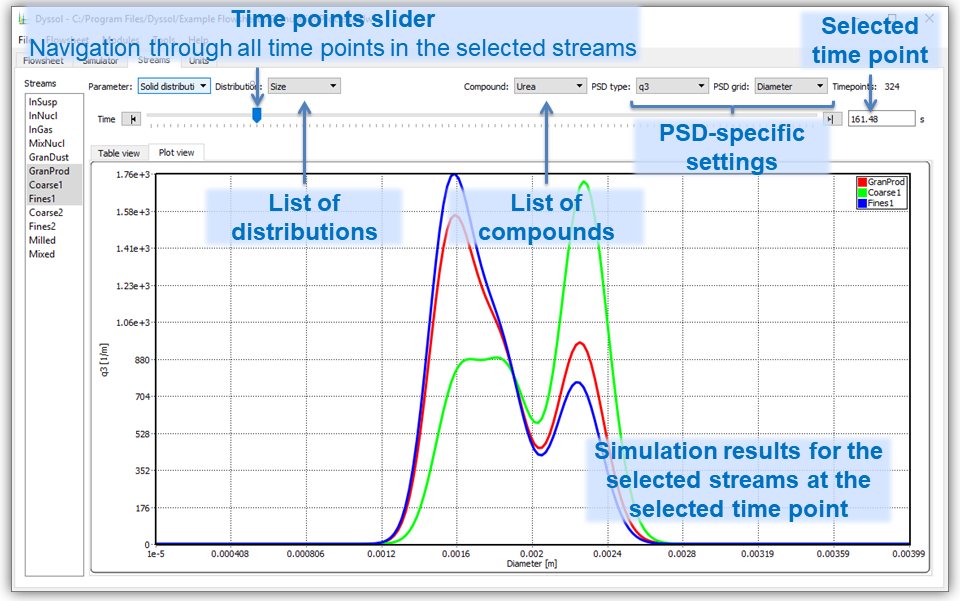 Dyssol - C:/Program Files/Dyssol/Example Flowsh
Time points slider
Navigation through all time points in the selected streams
Selected
time point
File Flowsheet Modules Tools Help
Flowsheet Simulator Streams Units
Streams
Parameter: Solid distributi Distribution: Size Compound: Urea PSD type: q3 PSD grid: Diameter Timepoints: 324
Time 161.48 s
InSusp
InNucl
InGas
MixNucl
GranDust
GranProd
Coarse1
Fines1
Coarse2
Fines2
Milled
Mixed
PSD-specific
settings
Table view Plot view
List of
distributions
List of
compounds
GranProd
Coarse1
Fines1
1.76e+3
1.58e+3
1.41e+3
1.23e+3
1.06e+3
880
704
528
352
176
0
q3 [1/m]
Simulation results for the
selected streams at the
selected time point
1e-5 0.000408 0.000806 0.0012 0.0016 0.002 0.0024 0.0028 0.00319 0.00359 0.00399
Diameter [m]